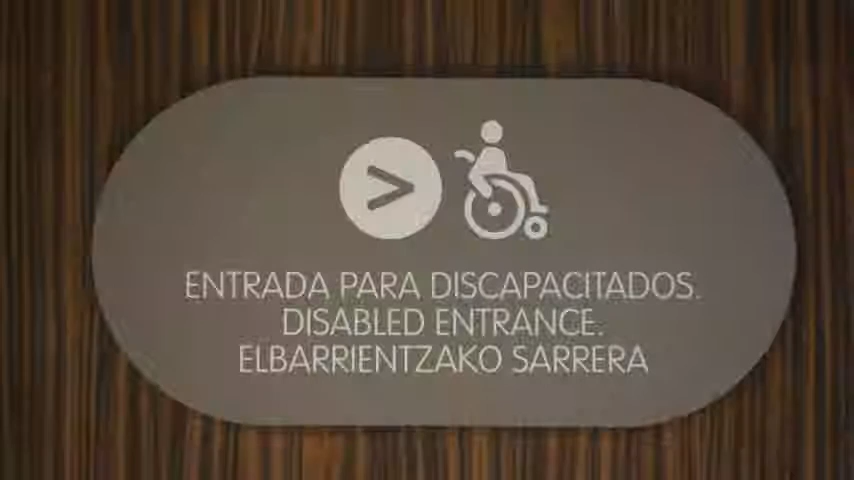 ENTRADA PARA DISCAPACITADOS.
DISABLED ENTRANCE.
ELBARRIENTZAKO SARRERA